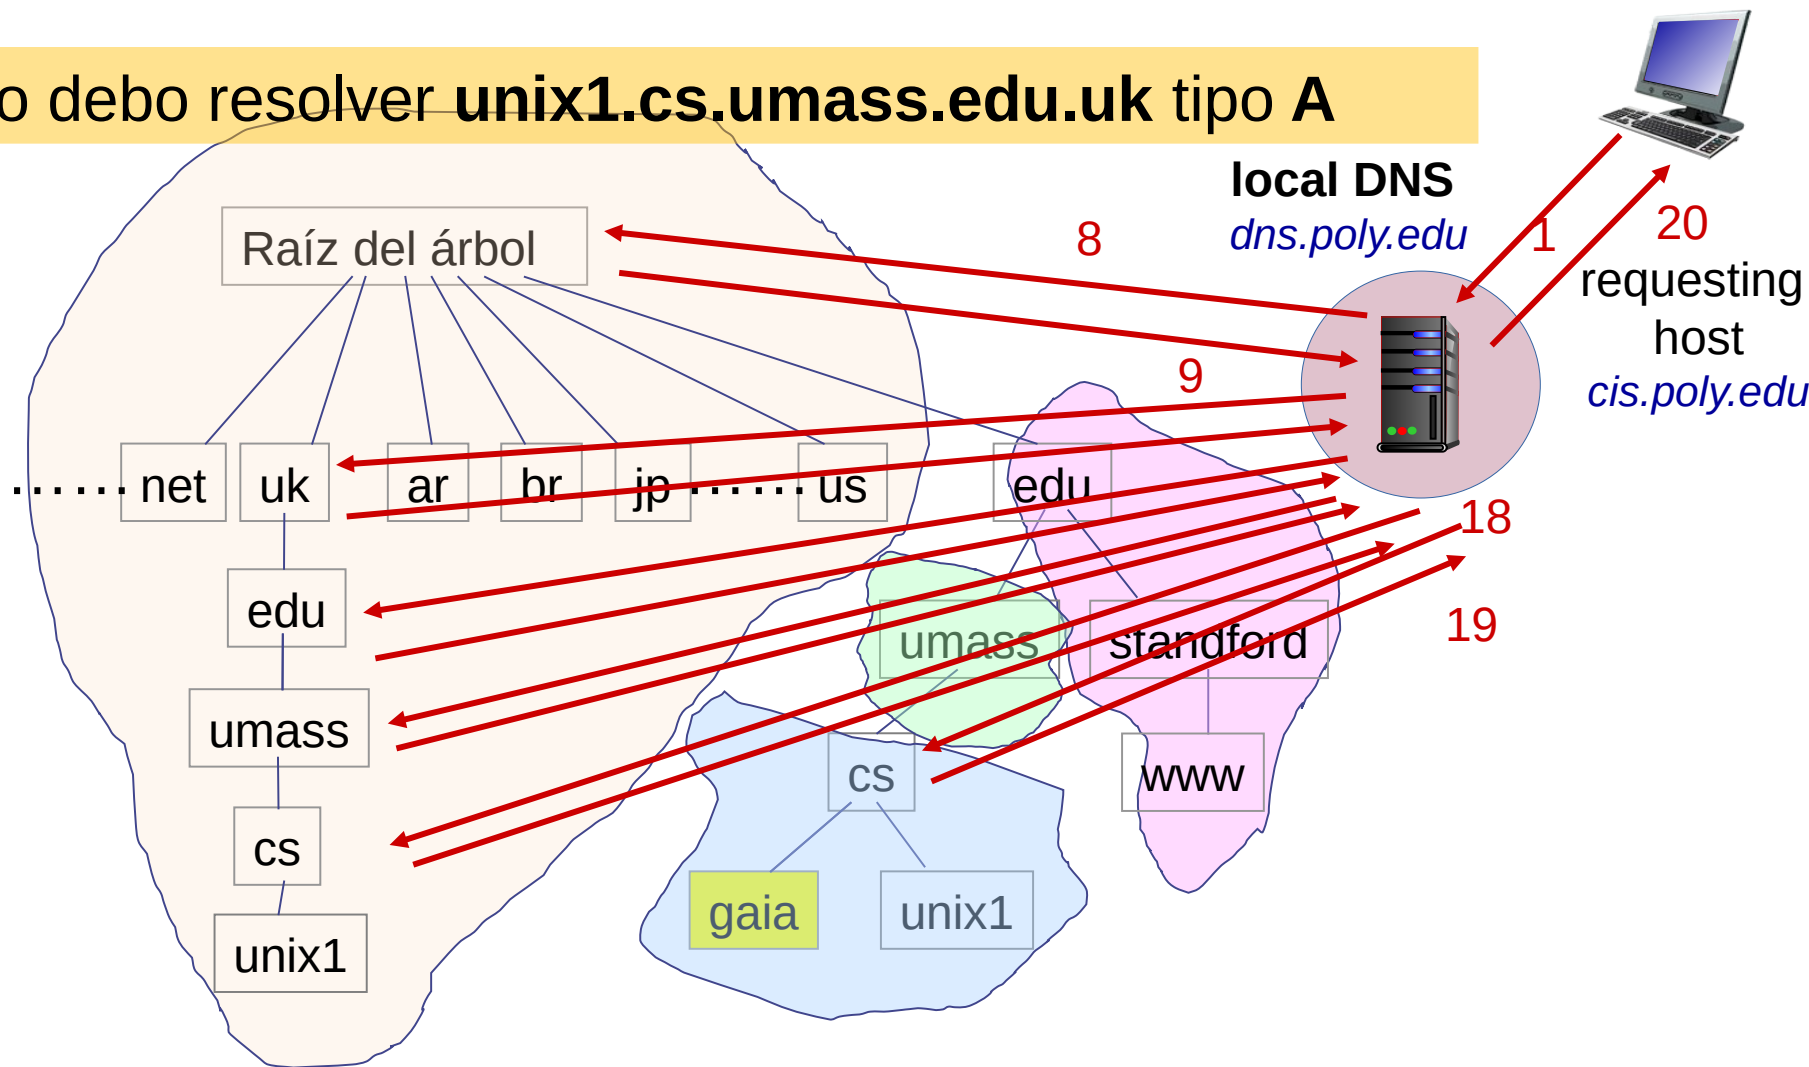 o debo resolver unix1.cs.umass.edu.uk tipo A
local DNS
dns.poly.edu
8
1
20
requesting
host
cis.poly.edu
Raíz del árbol
9
...... net uk ar br jp ...... us edu
18
edu
umass standford
19
umass
cs www
cs
gaia unix1
unix1